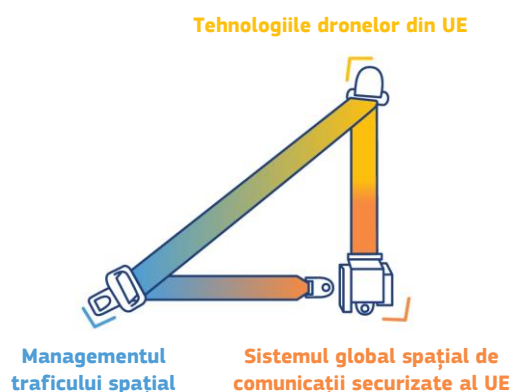 Tehnologiile dronelor din UE
Managementul
traficului spațial
Sistemul global spațial de
comunicații securizate al UE